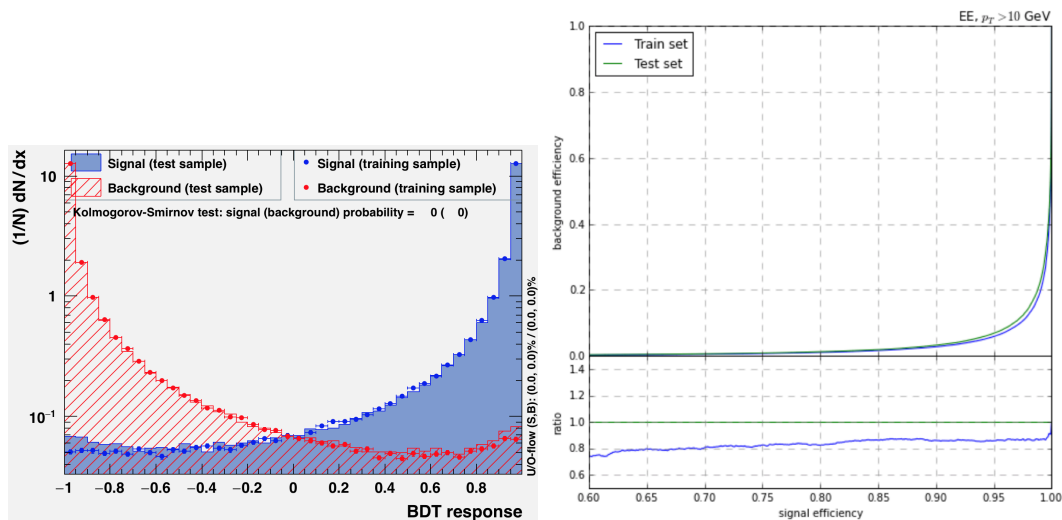 Signal (test sample)
Background (test sample)
Signal (training sample)
Background (training sample)
Kolmogorov-Smirnov test: signal (background) probability = 0 ( 0)
(1/N) dN / dx
10
1
10⁻¹
−1 −0.8 −0.6 −0.4 −0.2 0 0.2 0.4 0.6 0.8
BDT response
U/O-flow (S,B): (0.0, 0.0)% / (0.0, 0.0)%
EE, p_T >10 GeV
Train set
Test set
background efficiency
1.0
0.8
0.6
0.4
0.2
0.0
ratio
1.4
1.2
1.0
0.8
0.6
0.60 0.65 0.70 0.75 0.80 0.85 0.90 0.95 1.00
signal efficiency